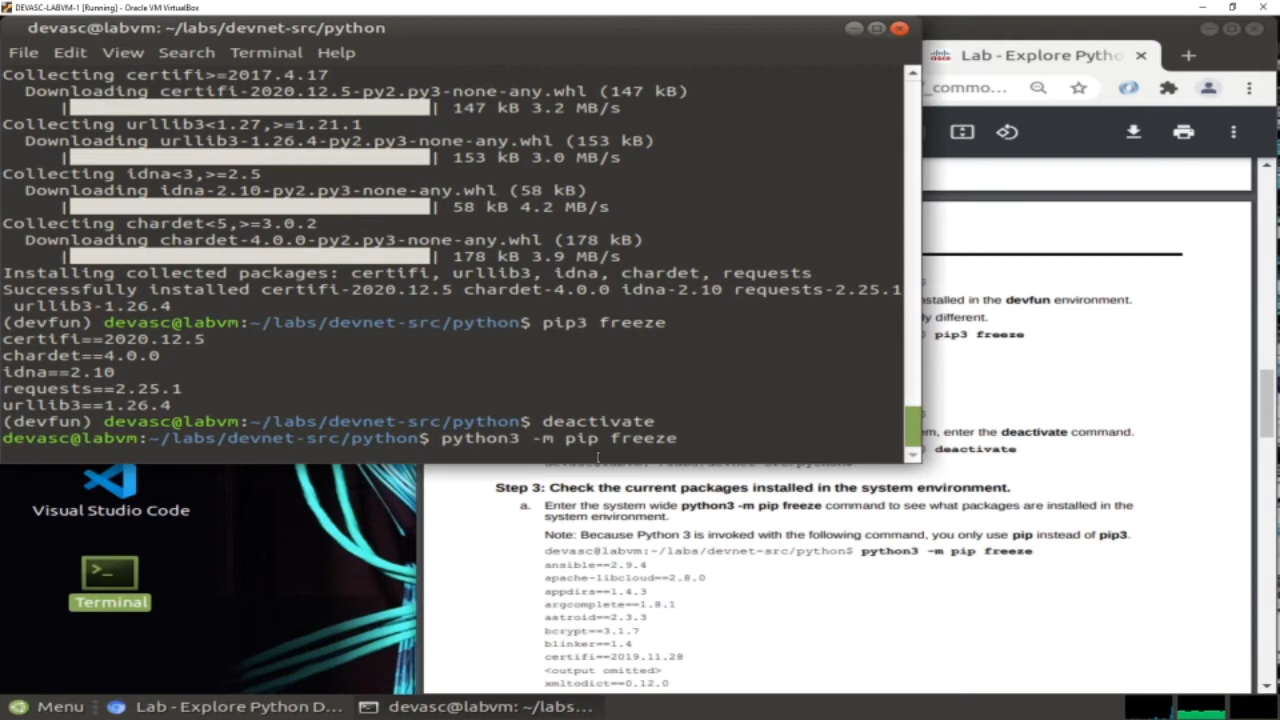 DEVASC-LABVM-1 [Running] - Oracle VM VirtualBox
devasc@labvm: ~/labs/devnet-src/python
File Edit View Search Terminal Help
Collecting certifi>=2017.4.17
Downloading certifi-2020.12.5-py2.py3-none-any.whl (147 kB)
| | 147 kB 3.2 MB/s
Collecting urllib3<1.27,>=1.21.1
Downloading urllib3-1.26.4-py2.py3-none-any.whl (153 kB)
| | 153 kB 3.0 MB/s
Collecting idna<3,>=2.5
Downloading idna-2.10-py2.py3-none-any.whl (58 kB)
| | 58 kB 4.2 MB/s
Collecting chardet<5,>=3.0.2
Downloading chardet-4.0.0-py2.py3-none-any.whl (178 kB)
| | 178 kB 3.9 MB/s
Installing collected packages: certifi, urllib3, idna, chardet, requests
Successfully installed certifi-2020.12.5 chardet-4.0.0 idna-2.10 requests-2.25.1
urllib3-1.26.4
(devfun) devasc@labvm:~/labs/devnet-src/python$ pip3 freeze
certifi==2020.12.5
chardet==4.0.0
idna==2.10
requests==2.25.1
urllib3==1.26.4
(devfun) devasc@labvm:~/labs/devnet-src/python$ deactivate
devasc@labvm:~/labs/devnet-src/python$ python3 -m pip freeze
cisco Lab - Explore Pytho
_commo...
stalled in the devfun environment.
ly different.
pip3 freeze
em, enter the deactivate command.
$ deactivate
Step 3: Check the current packages installed in the system environment.
a. Enter the system wide python3 -m pip freeze command to see what packages are installed in the
system environment.
Note: Because Python 3 is invoked with the following command, you only use pip instead of pip3.
devasc@labvm:~/labs/devnet-src/python$ python3 -m pip freeze
ansible==2.9.4
apache-libcloud==2.8.0
appdirs==1.4.3
argcomplete==1.8.1
astroid==2.3.3
bcrypt==3.1.7
blinker==1.4
certifi==2019.11.28
<output omitted>
xmltodict==0.12.0
Visual Studio Code
Terminal
Menu
Lab - Explore Python D...
devasc@labvm: ~/labs...